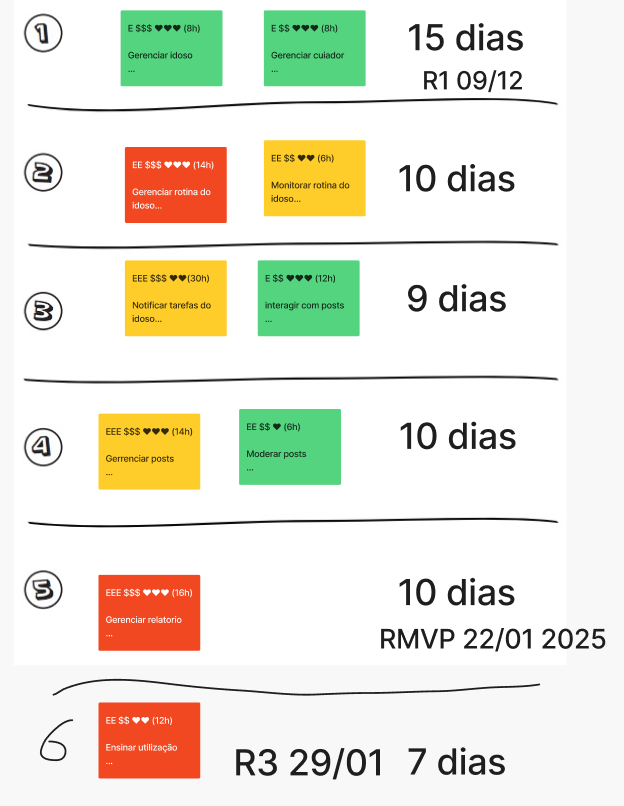 1
E $$$ ♥♥♥ (8h)
Gerenciar idoso
...
E $$ ♥♥♥ (8h)
Gerenciar cuiador
...
15 dias
R1 09/12
2
EE $$$ ♥♥♥ (14h)
Gerenciar rotina do
idoso...
EE $$ ♥♥ (6h)
Monitorar rotina do
idoso...
10 dias
3
EEE $$$ ♥♥(30h)
Notificar tarefas do
idoso...
E $$ ♥♥♥ (12h)
interagir com posts
...
9 dias
4
EEE $$$ ♥♥♥ (14h)
Gerrenciar posts
...
EE $$ ♥ (6h)
Moderar posts
...
10 dias
5
EEE $$$ ♥♥♥ (16h)
Gerenciar relatorio
...
10 dias
RMVP 22/01 2025
6
EE $$ ♥♥ (12h)
Ensinar utilização
...
R3 29/01 7 dias